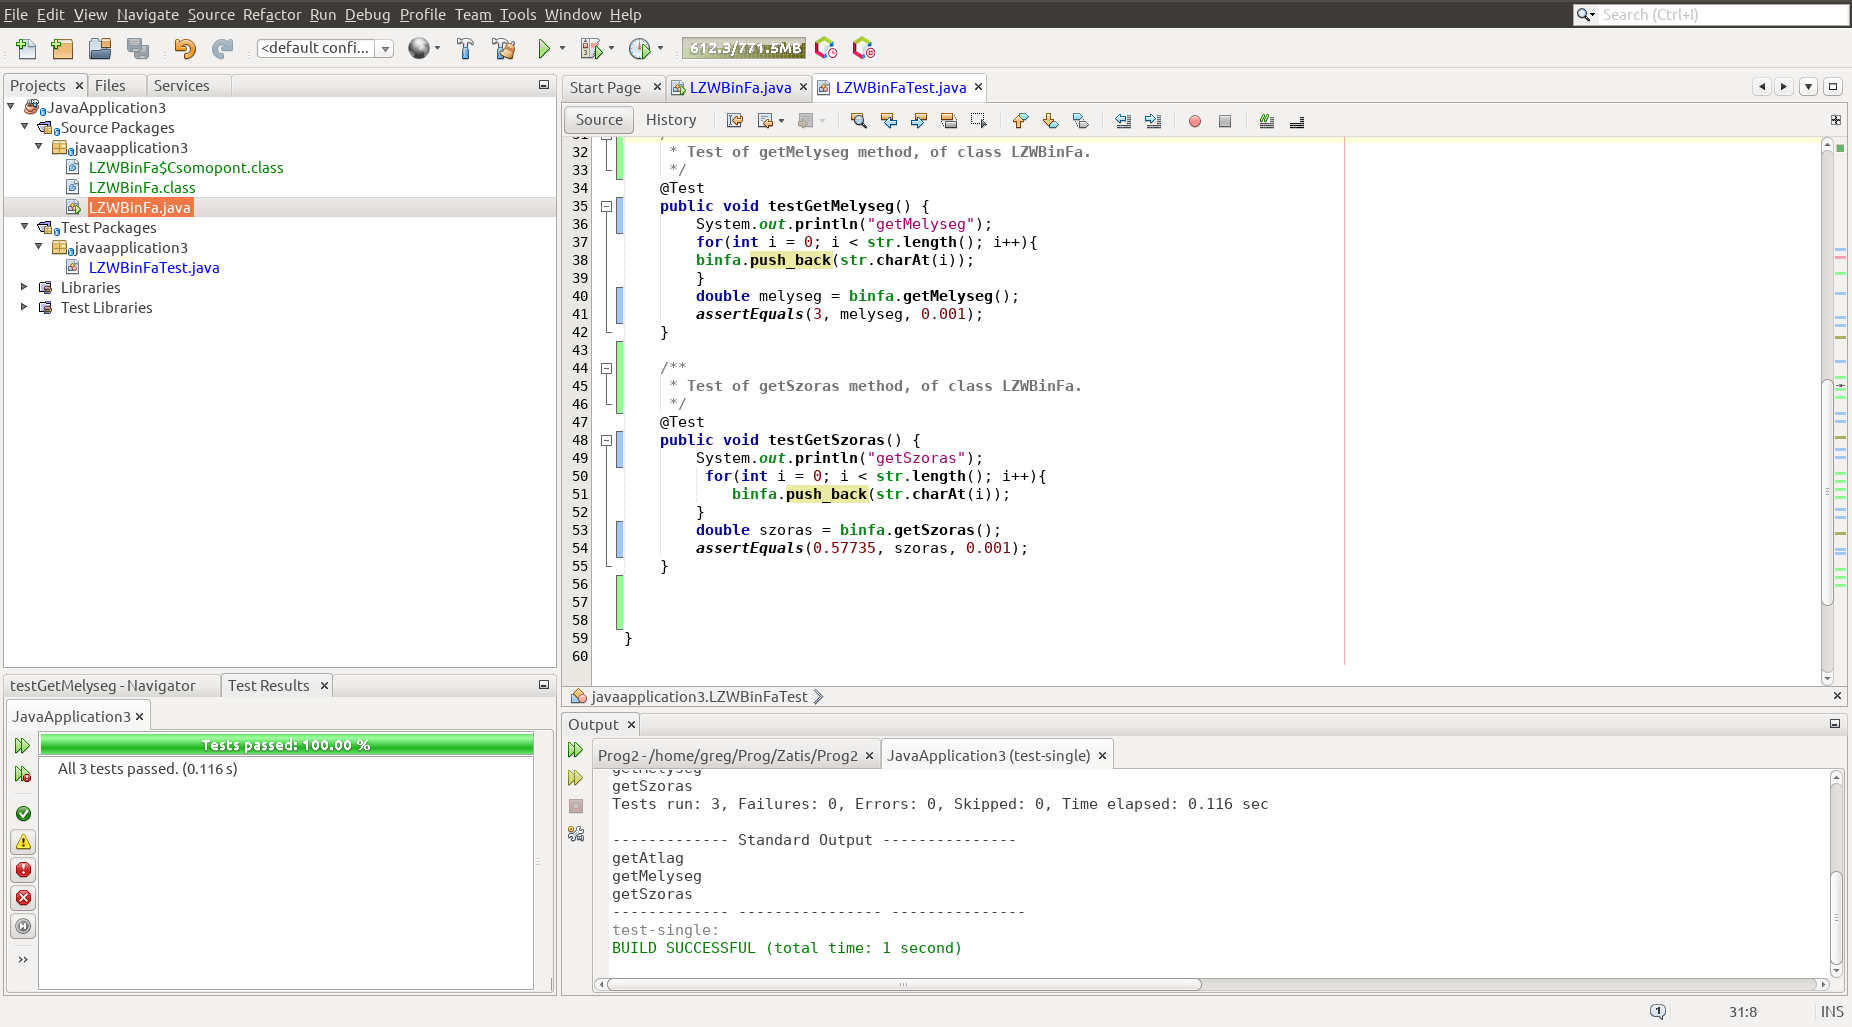 File Edit View Navigate Source Refactor Run Debug Profile Team Tools Window Help
Search (Ctrl+I)
<default confi...
612.3/771.5MB
Projects Files Services
JavaApplication3
Source Packages
javaapplication3
LZWBinFa$Csomopont.class
LZWBinFa.class
LZWBinFa.java
Test Packages
javaapplication3
LZWBinFaTest.java
Libraries
Test Libraries
Start Page LZWBinFa.java LZWBinFaTest.java
Source History
31 /
32 * Test of getMelyseg method, of class LZWBinFa.
33 */
34 @Test
35 public void testGetMelyseg() {
36 System.out.println("getMelyseg");
37 for(int i = 0; i < str.length(); i++){
38 binfa.push_back(str.charAt(i));
39 }
40 double melyseg = binfa.getMelyseg();
41 assertEquals(3, melyseg, 0.001);
42 }
43
44 /**
45 * Test of getSzoras method, of class LZWBinFa.
46 */
47 @Test
48 public void testGetSzoras() {
49 System.out.println("getSzoras");
50 for(int i = 0; i < str.length(); i++){
51 binfa.push_back(str.charAt(i));
52 }
53 double szoras = binfa.getSzoras();
54 assertEquals(0.57735, szoras, 0.001);
55 }
56
57
58
59 }
60
javaapplication3.LZWBinFaTest
testGetMelyseg - Navigator Test Results
JavaApplication3
Tests passed: 100.00 %
All 3 tests passed. (0.116 s)
Output
Prog2 - /home/greg/Prog/Zatis/Prog2 JavaApplication3 (test-single)
getMelyseg
getSzoras
Tests run: 3, Failures: 0, Errors: 0, Skipped: 0, Time elapsed: 0.116 sec
------------- Standard Output ---------------
getAtlag
getMelyseg
getSzoras
------------- ---------------- ---------------
test-single:
BUILD SUCCESSFUL (total time: 1 second)
1 31:8 INS